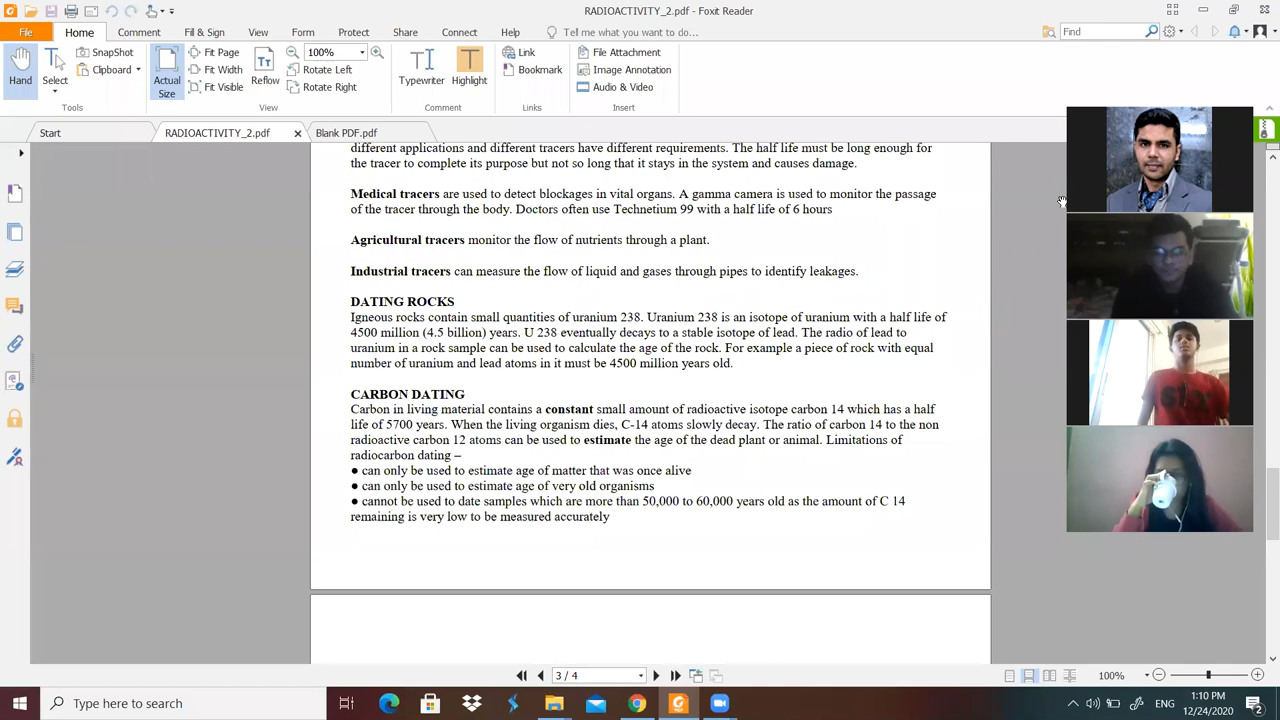 RADIOACTIVITY_2.pdf - Foxit Reader
File Home Comment Fill & Sign View Form Protect Share Connect Help Tell me what you want to do... Find
Hand
Select
SnapShot
Clipboard
Tools
Actual
Size
Fit Page
Fit Width
Fit Visible
Reflow
100%
Rotate Left
Rotate Right
View
Typewriter
Highlight
Comment
Link
Bookmark
Links
File Attachment
Image Annotation
Audio & Video
Insert
Start RADIOACTIVITY_2.pdf Blank PDF.pdf
different applications and different tracers have different requirements. The half life must be long enough for
the tracer to complete its purpose but not so long that it stays in the system and causes damage.
Medical tracers are used to detect blockages in vital organs. A gamma camera is used to monitor the passage
of the tracer through the body. Doctors often use Technetium 99 with a half life of 6 hours
Agricultural tracers monitor the flow of nutrients through a plant.
Industrial tracers can measure the flow of liquid and gases through pipes to identify leakages.
DATING ROCKS
Igneous rocks contain small quantities of uranium 238. Uranium 238 is an isotope of uranium with a half life of
4500 million (4.5 billion) years. U 238 eventually decays to a stable isotope of lead. The radio of lead to
uranium in a rock sample can be used to calculate the age of the rock. For example a piece of rock with equal
number of uranium and lead atoms in it must be 4500 million years old.
CARBON DATING
Carbon in living material contains a constant small amount of radioactive isotope carbon 14 which has a half
life of 5700 years. When the living organism dies, C-14 atoms slowly decay. The ratio of carbon 14 to the non
radioactive carbon 12 atoms can be used to estimate the age of the dead plant or animal. Limitations of
radiocarbon dating –
● can only be used to estimate age of matter that was once alive
● can only be used to estimate age of very old organisms
● cannot be used to date samples which are more than 50,000 to 60,000 years old as the amount of C 14
remaining is very low to be measured accurately
3 / 4
100%
Type here to search
ENG
1:10 PM
12/24/2020
2